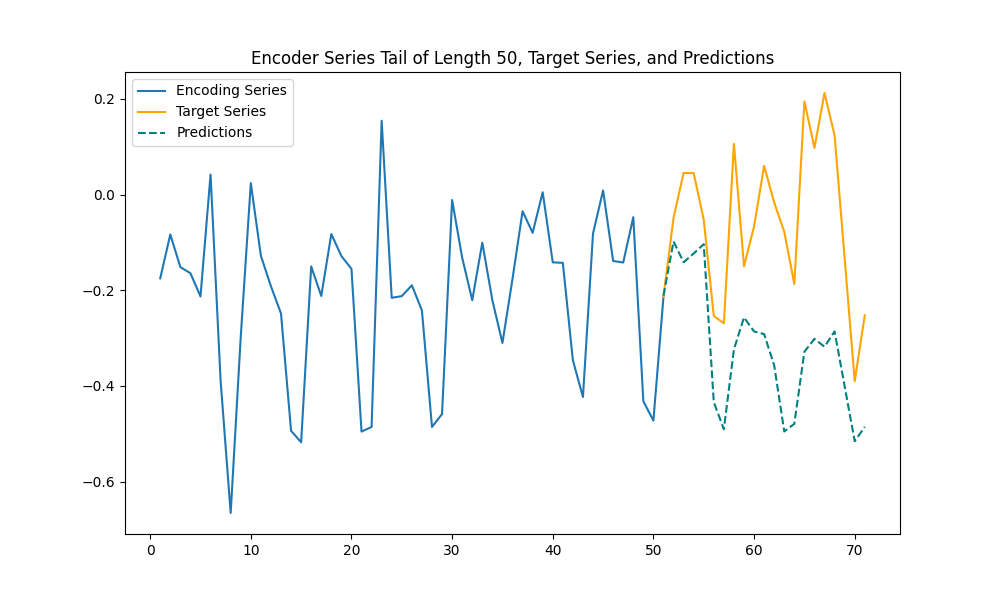 Encoder Series Tail of Length 50, Target Series, and Predictions
Encoding Series
Target Series
Predictions
0.2
0.0
−0.2
−0.4
−0.6
0 10 20 30 40 50 60 70